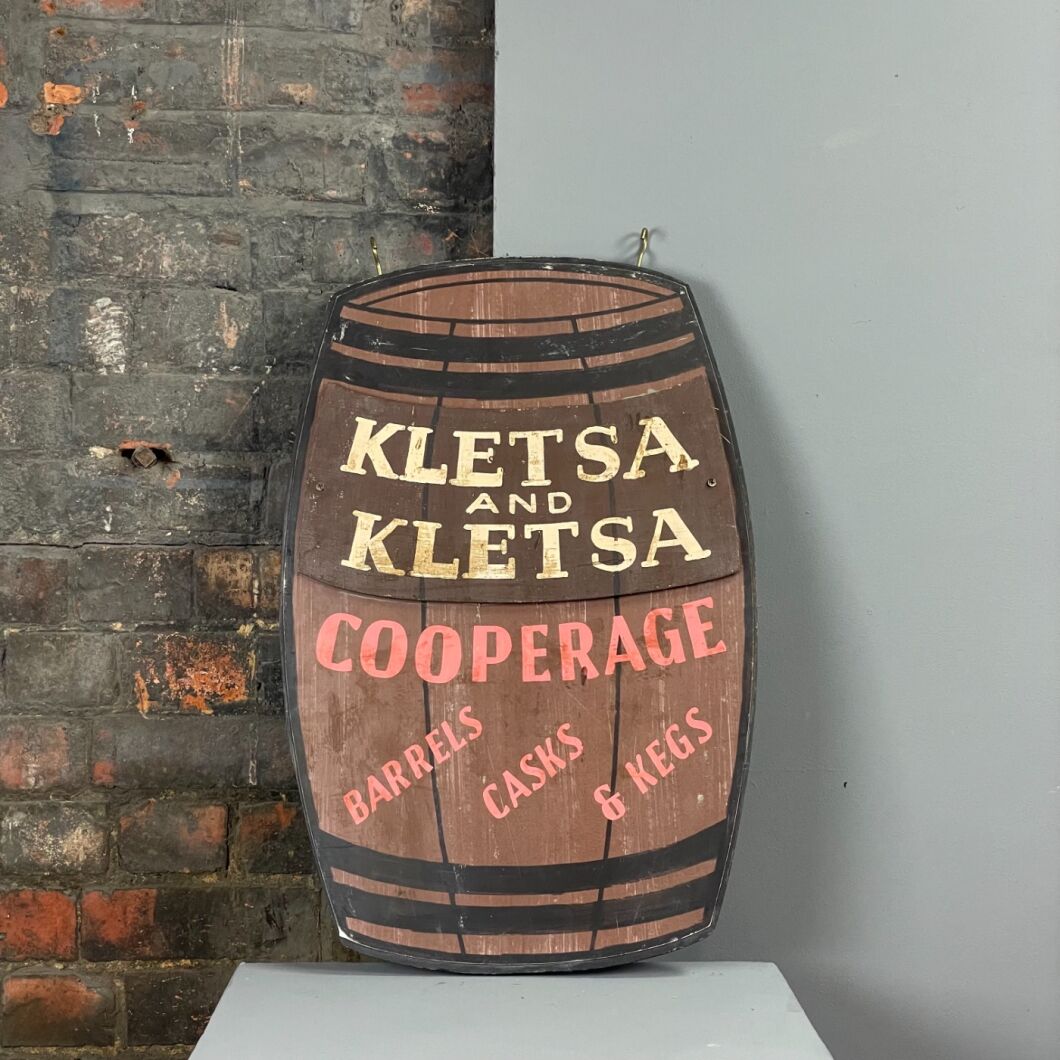 KLETSA
AND
KLETSA
COOPERAGE
BARRELS CASKS & KEGS